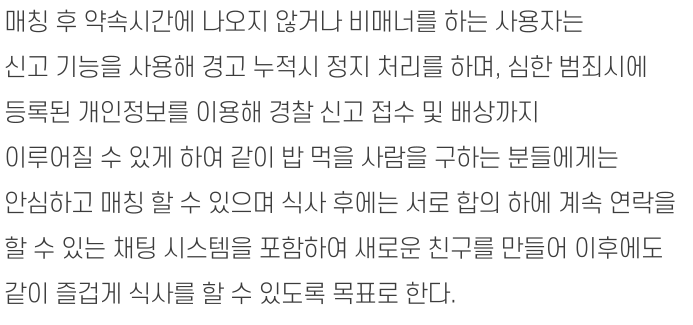 매칭 후 약속시간에 나오지 않거나 비매너를 하는 사용자는
신고 기능을 사용해 경고 누적시 정지 처리를 하며, 심한 범죄시에
등록된 개인정보를 이용해 경찰 신고 접수 및 배상까지
이루어질 수 있게 하여 같이 밥 먹을 사람을 구하는 분들에게는
안심하고 매칭 할 수 있으며 식사 후에는 서로 합의 하에 계속 연락을
할 수 있는 채팅 시스템을 포함하여 새로운 친구를 만들어 이후에도
같이 즐겁게 식사를 할 수 있도록 목표로 한다.